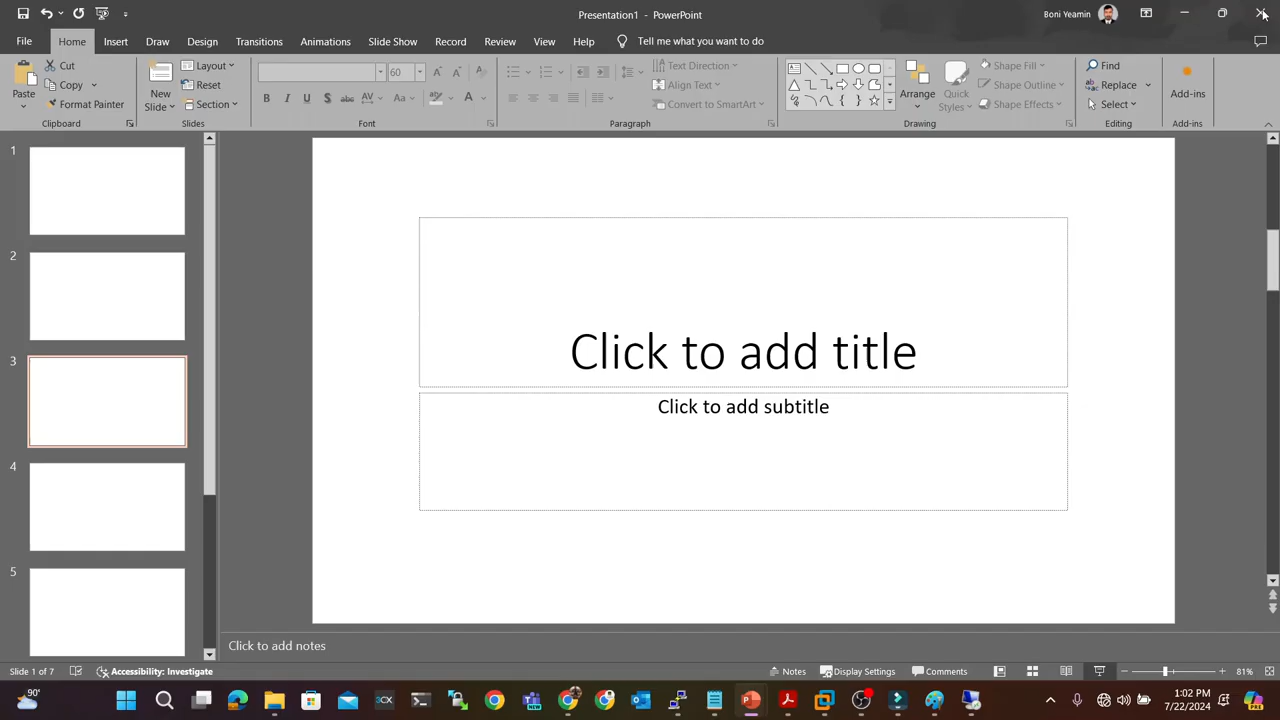 Presentation1 - PowerPoint
Boni Yeamin
File Home Insert Draw Design Transitions Animations Slide Show Record Review View Help Tell me what you want to do
Paste
Cut
Copy
Format Painter
Clipboard
New
Slide
Layout
Reset
Section
Slides
60
B I U S abc AV Aa A
Font
Text Direction
Align Text
Convert to SmartArt
Paragraph
Arrange
Quick
Styles
Shape Fill
Shape Outline
Shape Effects
Drawing
Find
Replace
Select
Editing
Add-ins
Add-ins
1
2
3
4
5
Click to add title
Click to add subtitle
Click to add notes
Slide 1 of 7
Accessibility: Investigate
Notes
Display Settings
Comments
81%
90°
1:02 PM
7/22/2024